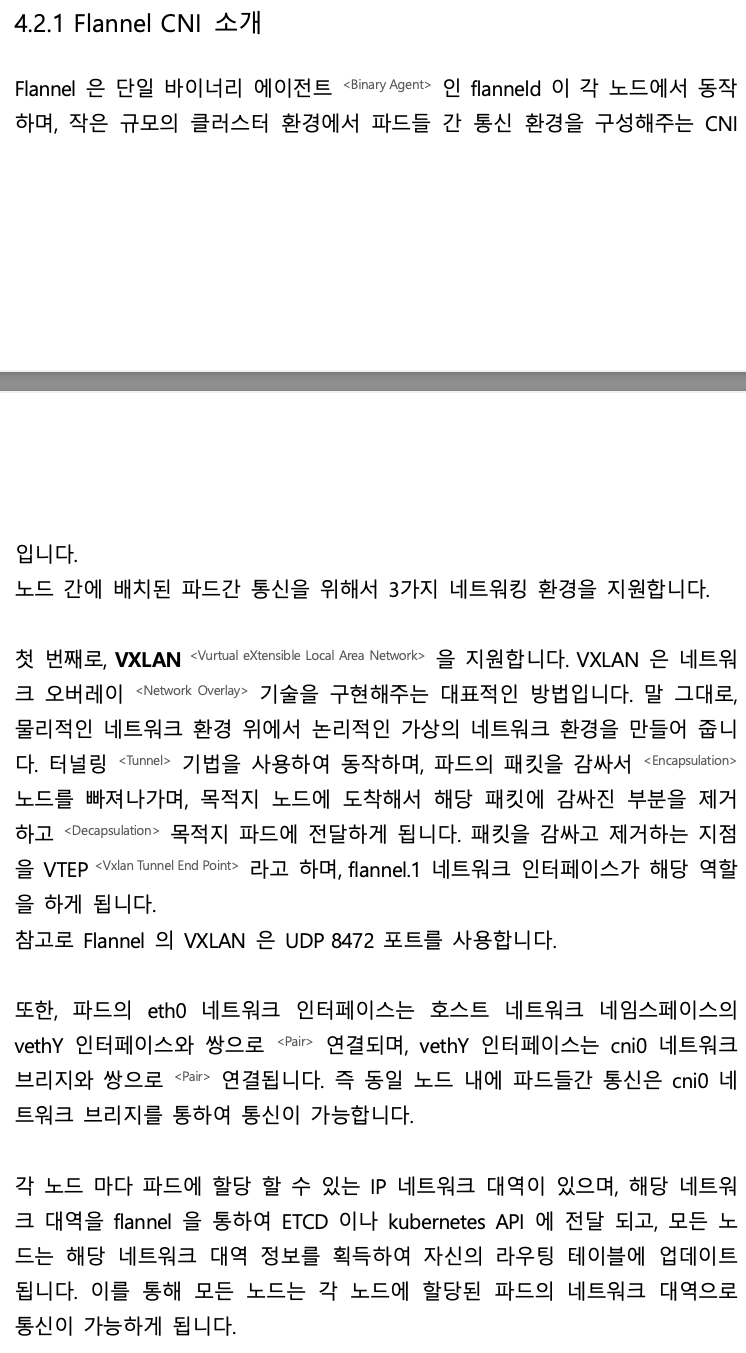 4.2.1 Flannel CNI 소개
Flannel 은 단일 바이너리 에이전트 <Binary Agent> 인 flanneld 이 각 노드에서 동작
하며, 작은 규모의 클러스터 환경에서 파드들 간 통신 환경을 구성해주는 CNI
입니다.
노드 간에 배치된 파드간 통신을 위해서 3가지 네트워킹 환경을 지원합니다.
첫 번째로, VXLAN <Vurtual eXtensible Local Area Network> 을 지원합니다. VXLAN 은 네트워
크 오버레이 <Network Overlay> 기술을 구현해주는 대표적인 방법입니다. 말 그대로,
물리적인 네트워크 환경 위에서 논리적인 가상의 네트워크 환경을 만들어 줍니
다. 터널링 <Tunnel> 기법을 사용하여 동작하며, 파드의 패킷을 감싸서 <Encapsulation>
노드를 빠져나가며, 목적지 노드에 도착해서 해당 패킷에 감싸진 부분을 제거
하고 <Decapsulation> 목적지 파드에 전달하게 됩니다. 패킷을 감싸고 제거하는 지점
을 VTEP <Vxlan Tunnel End Point> 라고 하며, flannel.1 네트워크 인터페이스가 해당 역할
을 하게 됩니다.
참고로 Flannel 의 VXLAN 은 UDP 8472 포트를 사용합니다.
또한, 파드의 eth0 네트워크 인터페이스는 호스트 네트워크 네임스페이스의
vethY 인터페이스와 쌍으로 <Pair> 연결되며, vethY 인터페이스는 cni0 네트워크
브리지와 쌍으로 <Pair> 연결됩니다. 즉 동일 노드 내에 파드들간 통신은 cni0 네
트워크 브리지를 통하여 통신이 가능합니다.
각 노드 마다 파드에 할당 할 수 있는 IP 네트워크 대역이 있으며, 해당 네트워
크 대역을 flannel 을 통하여 ETCD 이나 kubernetes API 에 전달 되고, 모든 노
드는 해당 네트워크 대역 정보를 획득하여 자신의 라우팅 테이블에 업데이트
됩니다. 이를 통해 모든 노드는 각 노드에 할당된 파드의 네트워크 대역으로
통신이 가능하게 됩니다.